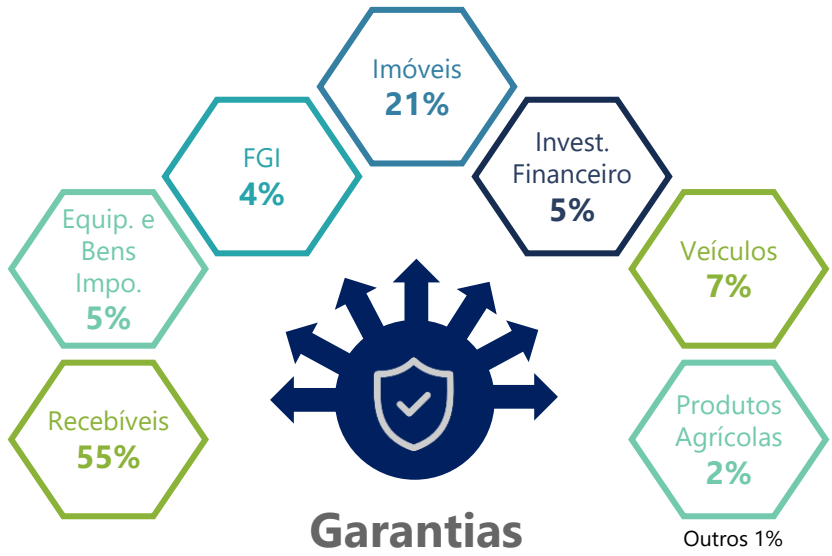 Imóveis
21%
FGI
4%
Invest.
Financeiro
5%
Equip. e
Bens
Impo.
5%
Veículos
7%
Recebíveis
55%
Produtos
Agrícolas
2%
Garantias
Outros 1%